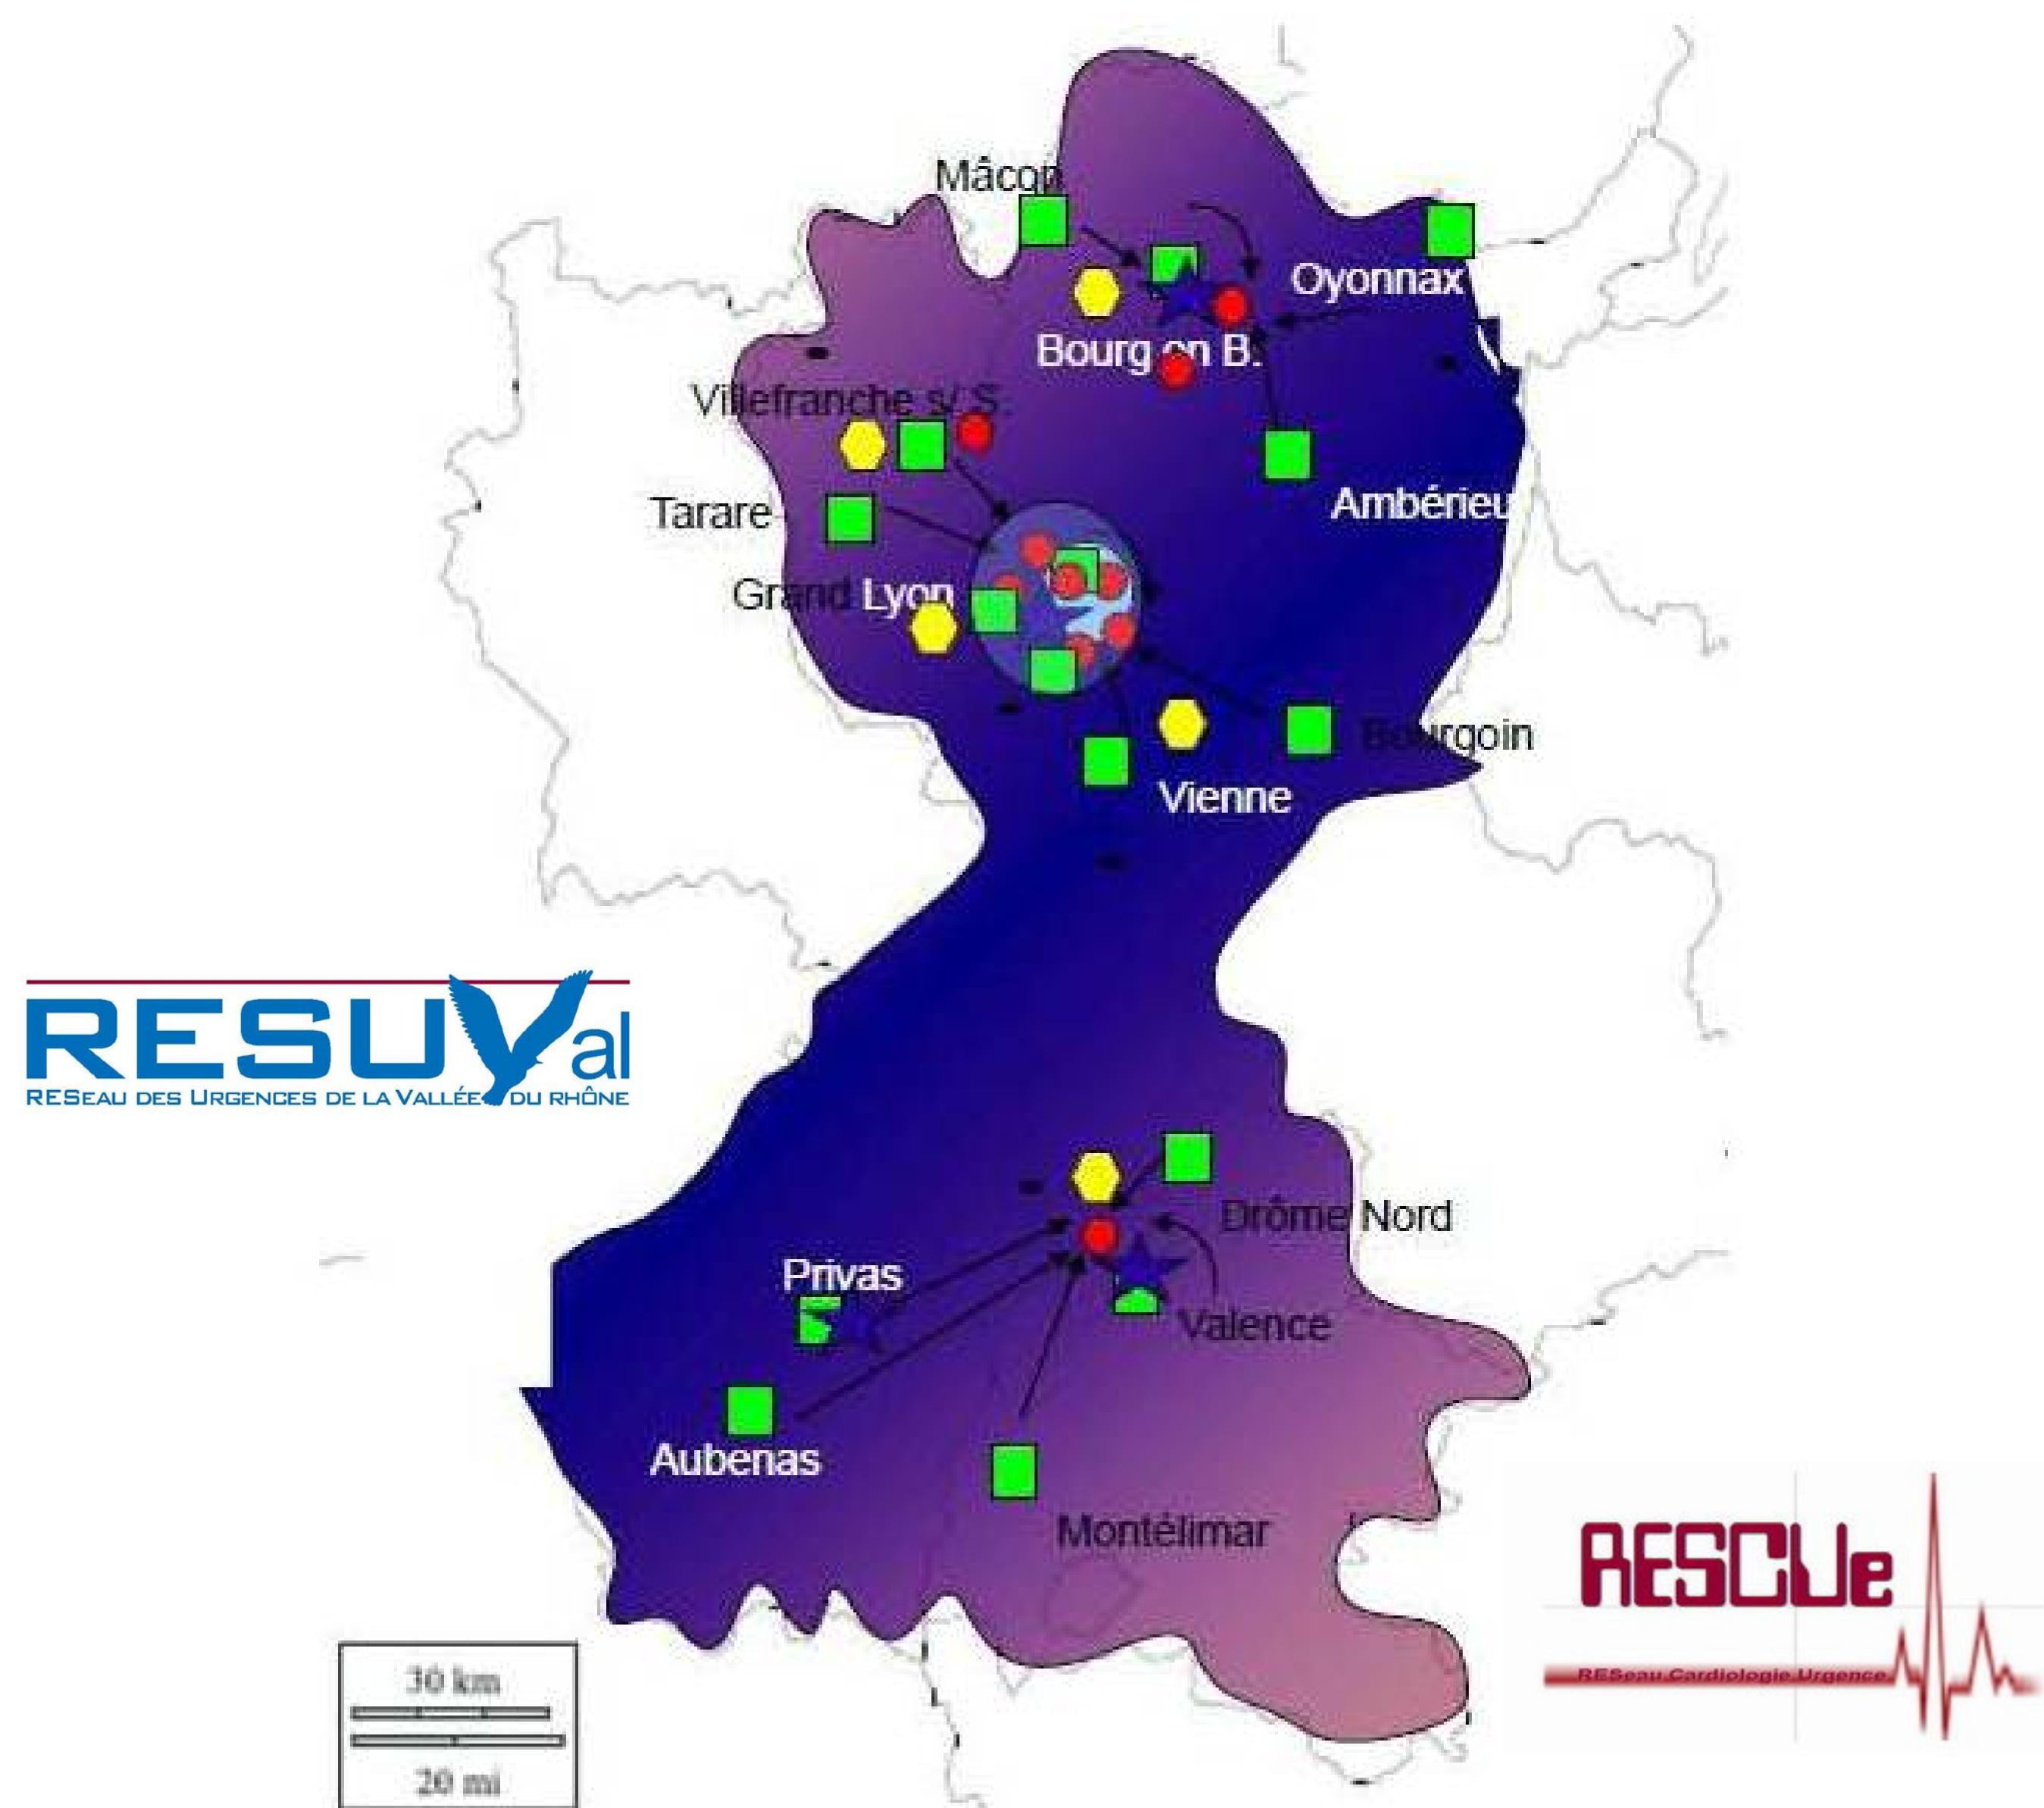 Mâcon
Oyonnax
Bourg en B.
Villefranche s/ S.
Ambérieu
Tarare
Grand Lyon
Bourgoin
Vienne
RESUVal
RESeau des Urgences de la Vallée du rhône
Drôme Nord
Privas
Valence
Aubenas
Montélimar
RESCUe
RESeau Cardiologie Urgence
30 km
20 mi